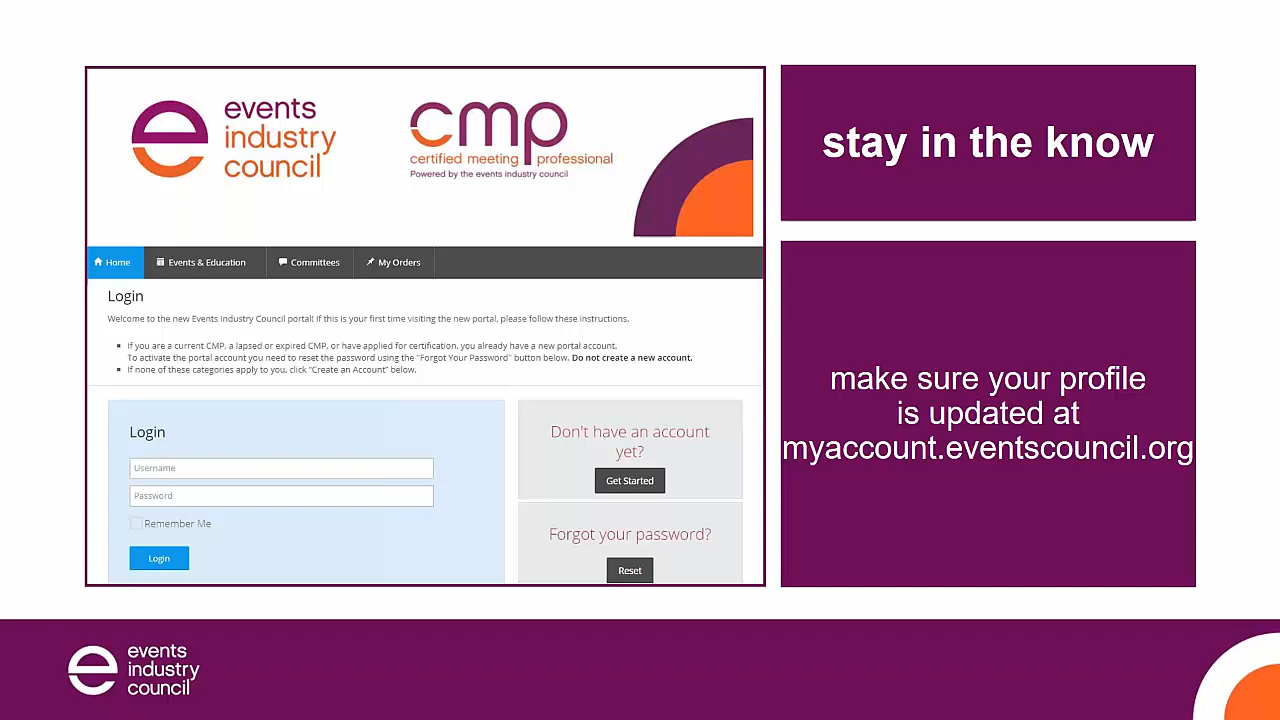 events
industry
council
cmp
certified meeting professional
Powered by the events industry council
Home Events & Education Committees My Orders
Login
Welcome to the new Events Industry Council portal! If this is your first time visiting the new portal, please follow these instructions.
If you are a current CMP, a lapsed or expired CMP, or have applied for certification, you already have a new portal account.
To activate the portal account you need to reset the password using the "Forgot Your Password" button below. Do not create a new account.
If none of these categories apply to you, click "Create an Account" below.
Login
Username
Password
Remember Me
Login
Don't have an account
yet?
Get Started
Forgot your password?
Reset
stay in the know
make sure your profile
is updated at
myaccount.eventscouncil.org
events
industry
council